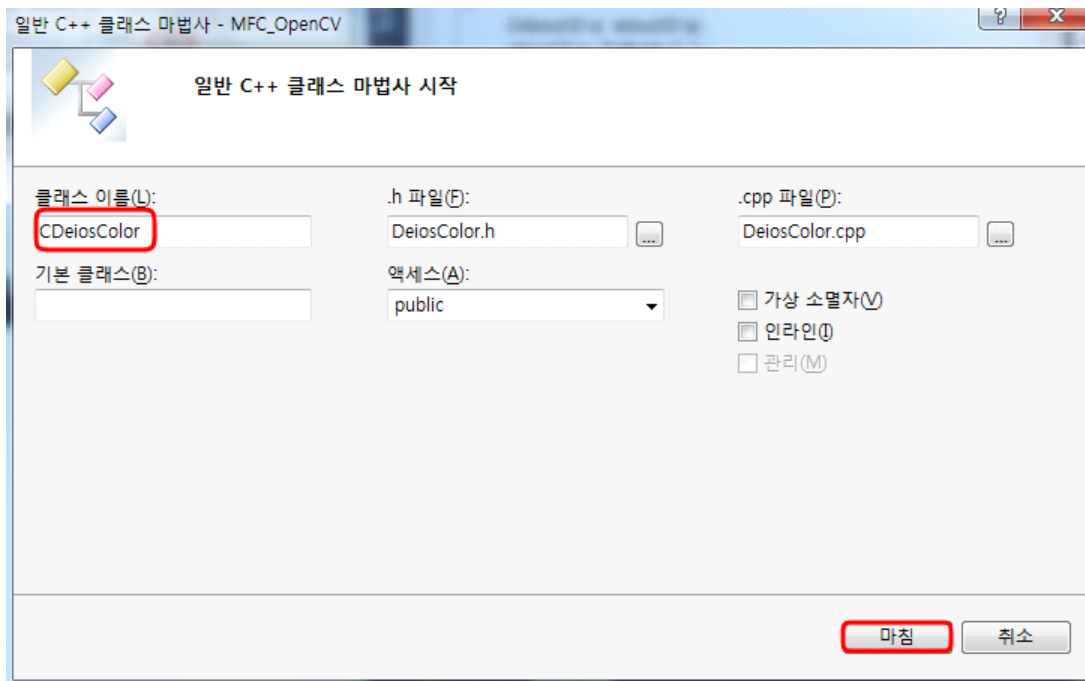 일반 C++ 클래스 마법사 - MFC_OpenCV
일반 C++ 클래스 마법사 시작
클래스 이름(L): .h 파일(F): .cpp 파일(P):
CDeiosColor DeiosColor.h ... DeiosColor.cpp ...
기본 클래스(B): 액세스(A):
public
가상 소멸자(V)
인라인(I)
관리(M)
마침 취소